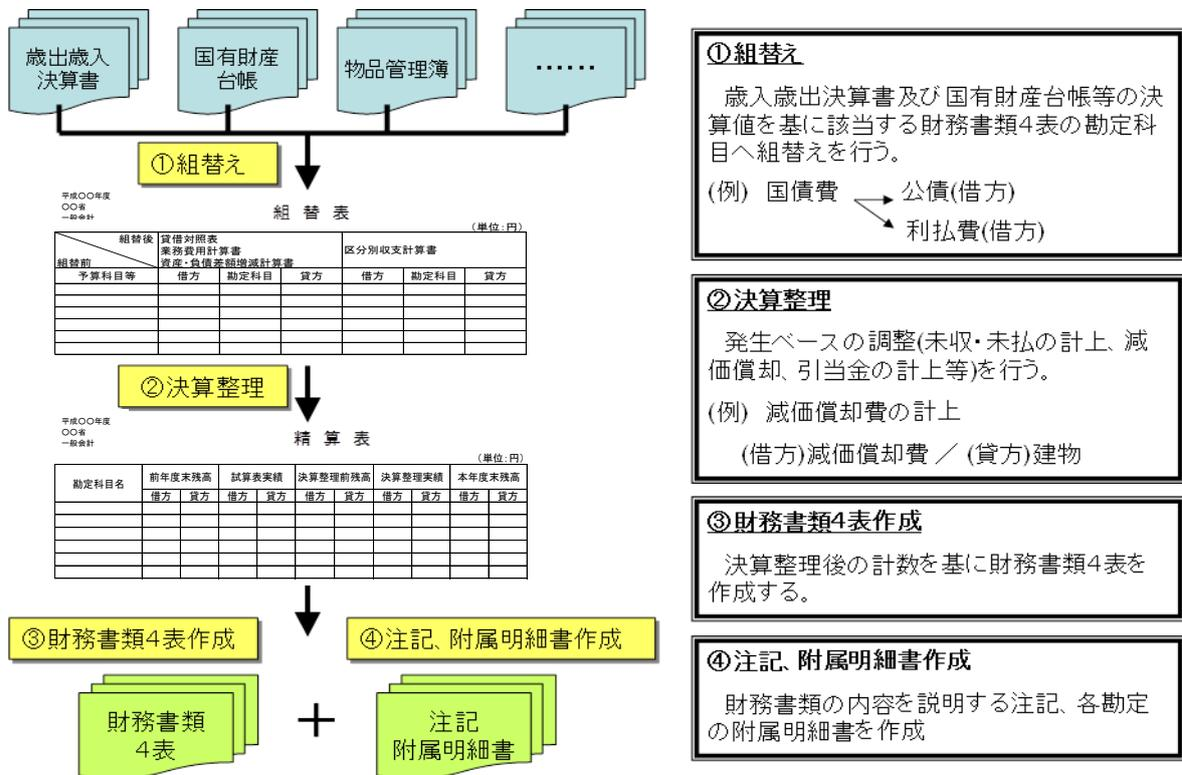 歳出歳入
決算書
国有財産
台帳
物品管理簿
……
①組替え
平成〇〇年度
〇〇省
一般会計
組 替 表
(単位:円)
組替後
組替前
貸借対照表
業務費用計算書
資産・負債差額増減計算書
区分別収支計算書
予算科目等 借方 勘定科目 貸方 借方 勘定科目 貸方
②決算整理
平成〇〇年度
〇〇省
一般会計
精 算 表
(単位:円)
勘定科目名 前年度末残高 試算表実績 決算整理前残高 決算整理実績 本年度末残高
借方 貸方 借方 貸方 借方 貸方 借方 貸方 借方 貸方
③財務書類4表作成
④注記、附属明細書作成
財務書類
4表
+
注記
附属明細書
①組替え
歳入歳出決算書及び国有財産台帳等の決
算値を基に該当する財務書類4表の勘定科
目へ組替えを行う。
(例) 国債費 公債(借方)
利払費(借方)
②決算整理
発生ベースの調整(未収・未払の計上、減
価償却、引当金の計上等)を行う。
(例) 減価償却費の計上
(借方)減価償却費 / (貸方)建物
③財務書類4表作成
決算整理後の計数を基に財務書類4表を
作成する。
④注記、附属明細書作成
財務書類の内容を説明する注記、各勘定
の附属明細書を作成